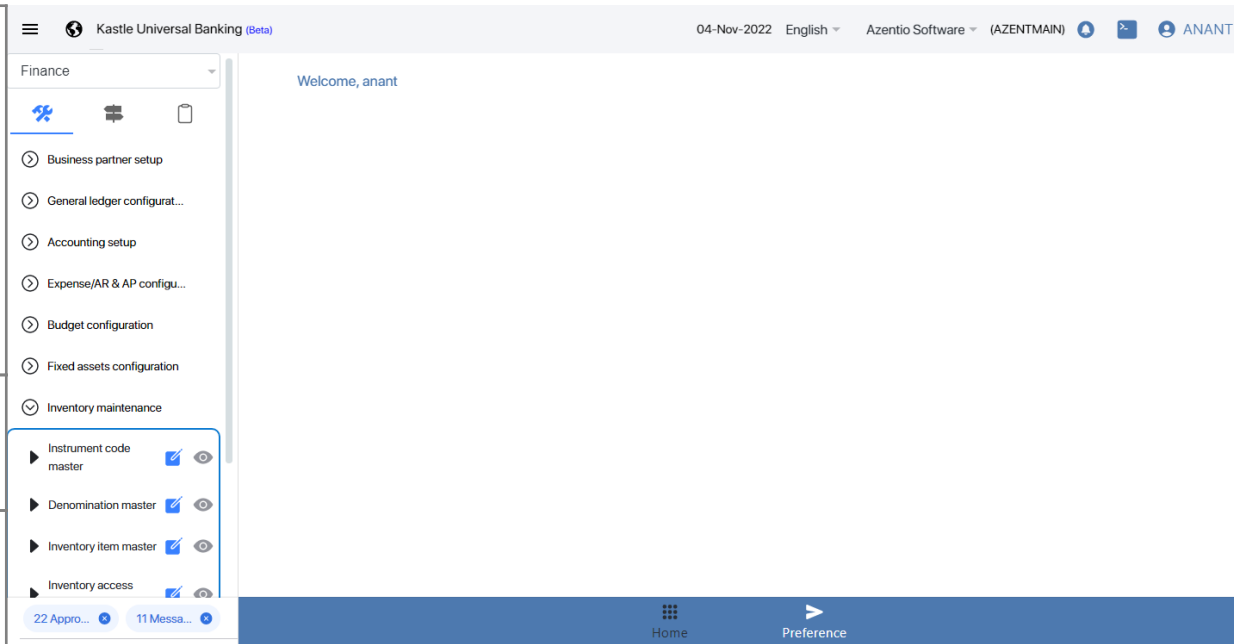 Kastle Universal Banking (Beta)
04-Nov-2022 English Azentio Software (AZENTMAIN) ANANT
Finance
Welcome, anant
Business partner setup
General ledger configurat...
Accounting setup
Expense/AR & AP configu...
Budget configuration
Fixed assets configuration
Inventory maintenance
Instrument code
master
Denomination master
Inventory item master
Inventory access
22 Appro...
11 Messa...
Home
Preference